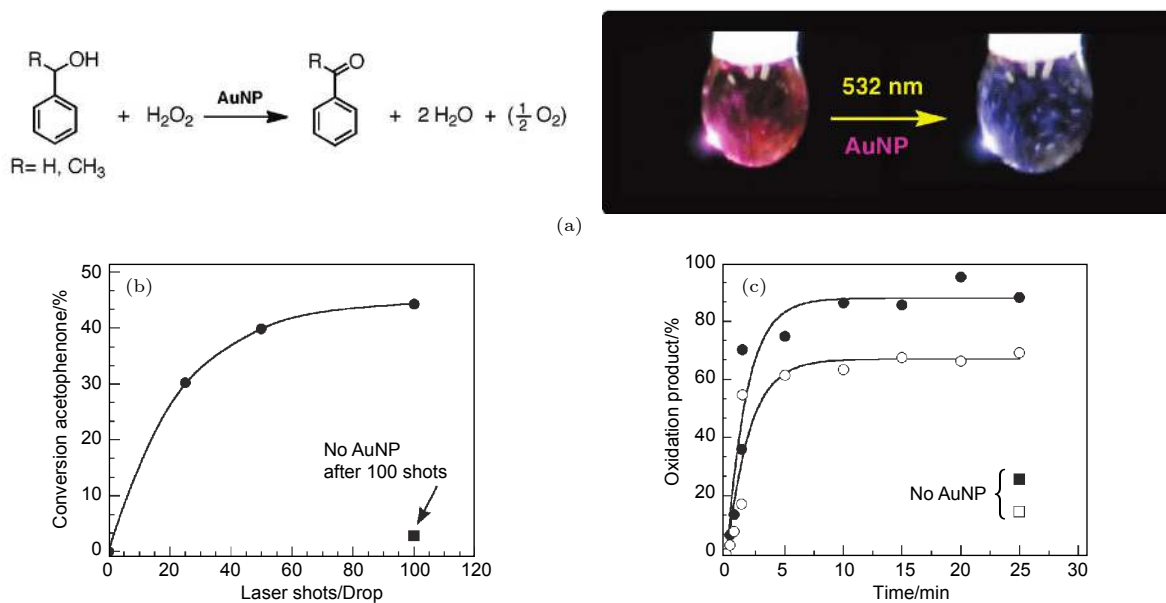 R
OH
+ H₂O₂
AuNP
R
O
+ 2 H₂O + (½ O₂)
R= H, CH₃
532 nm
AuNP
(a)
(b)
Conversion acetophenone/%
50
40
30
20
10
0
No AuNP
after 100 shots
0 20 40 60 80 100 120
Laser shots/Drop
(c)
Oxidation product/%
100
80
60
40
20
0
No AuNP
0 5 10 15 20 25 30
Time/min